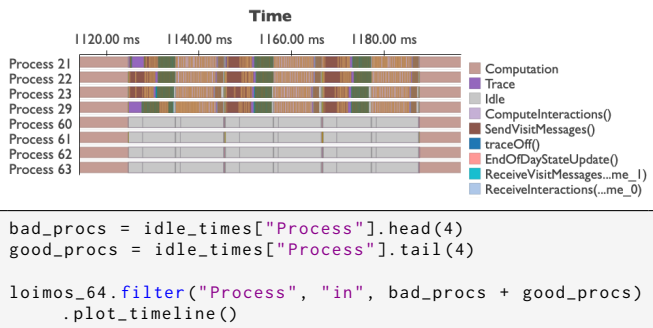 Time
1120.00 ms 1140.00 ms 1160.00 ms 1180.00 ms
Process 21
Process 22
Process 23
Process 29
Process 60
Process 61
Process 62
Process 63
Computation
Trace
Idle
ComputeInteractions()
SendVisitMessages()
traceOff()
EndOfDayStateUpdate()
ReceiveVisitMessages...me_1)
ReceiveInteractions(...me_0)
bad_procs = idle_times["Process"].head(4)
good_procs = idle_times["Process"].tail(4)
loimos_64.filter("Process", "in", bad_procs + good_procs)
.plot_timeline()